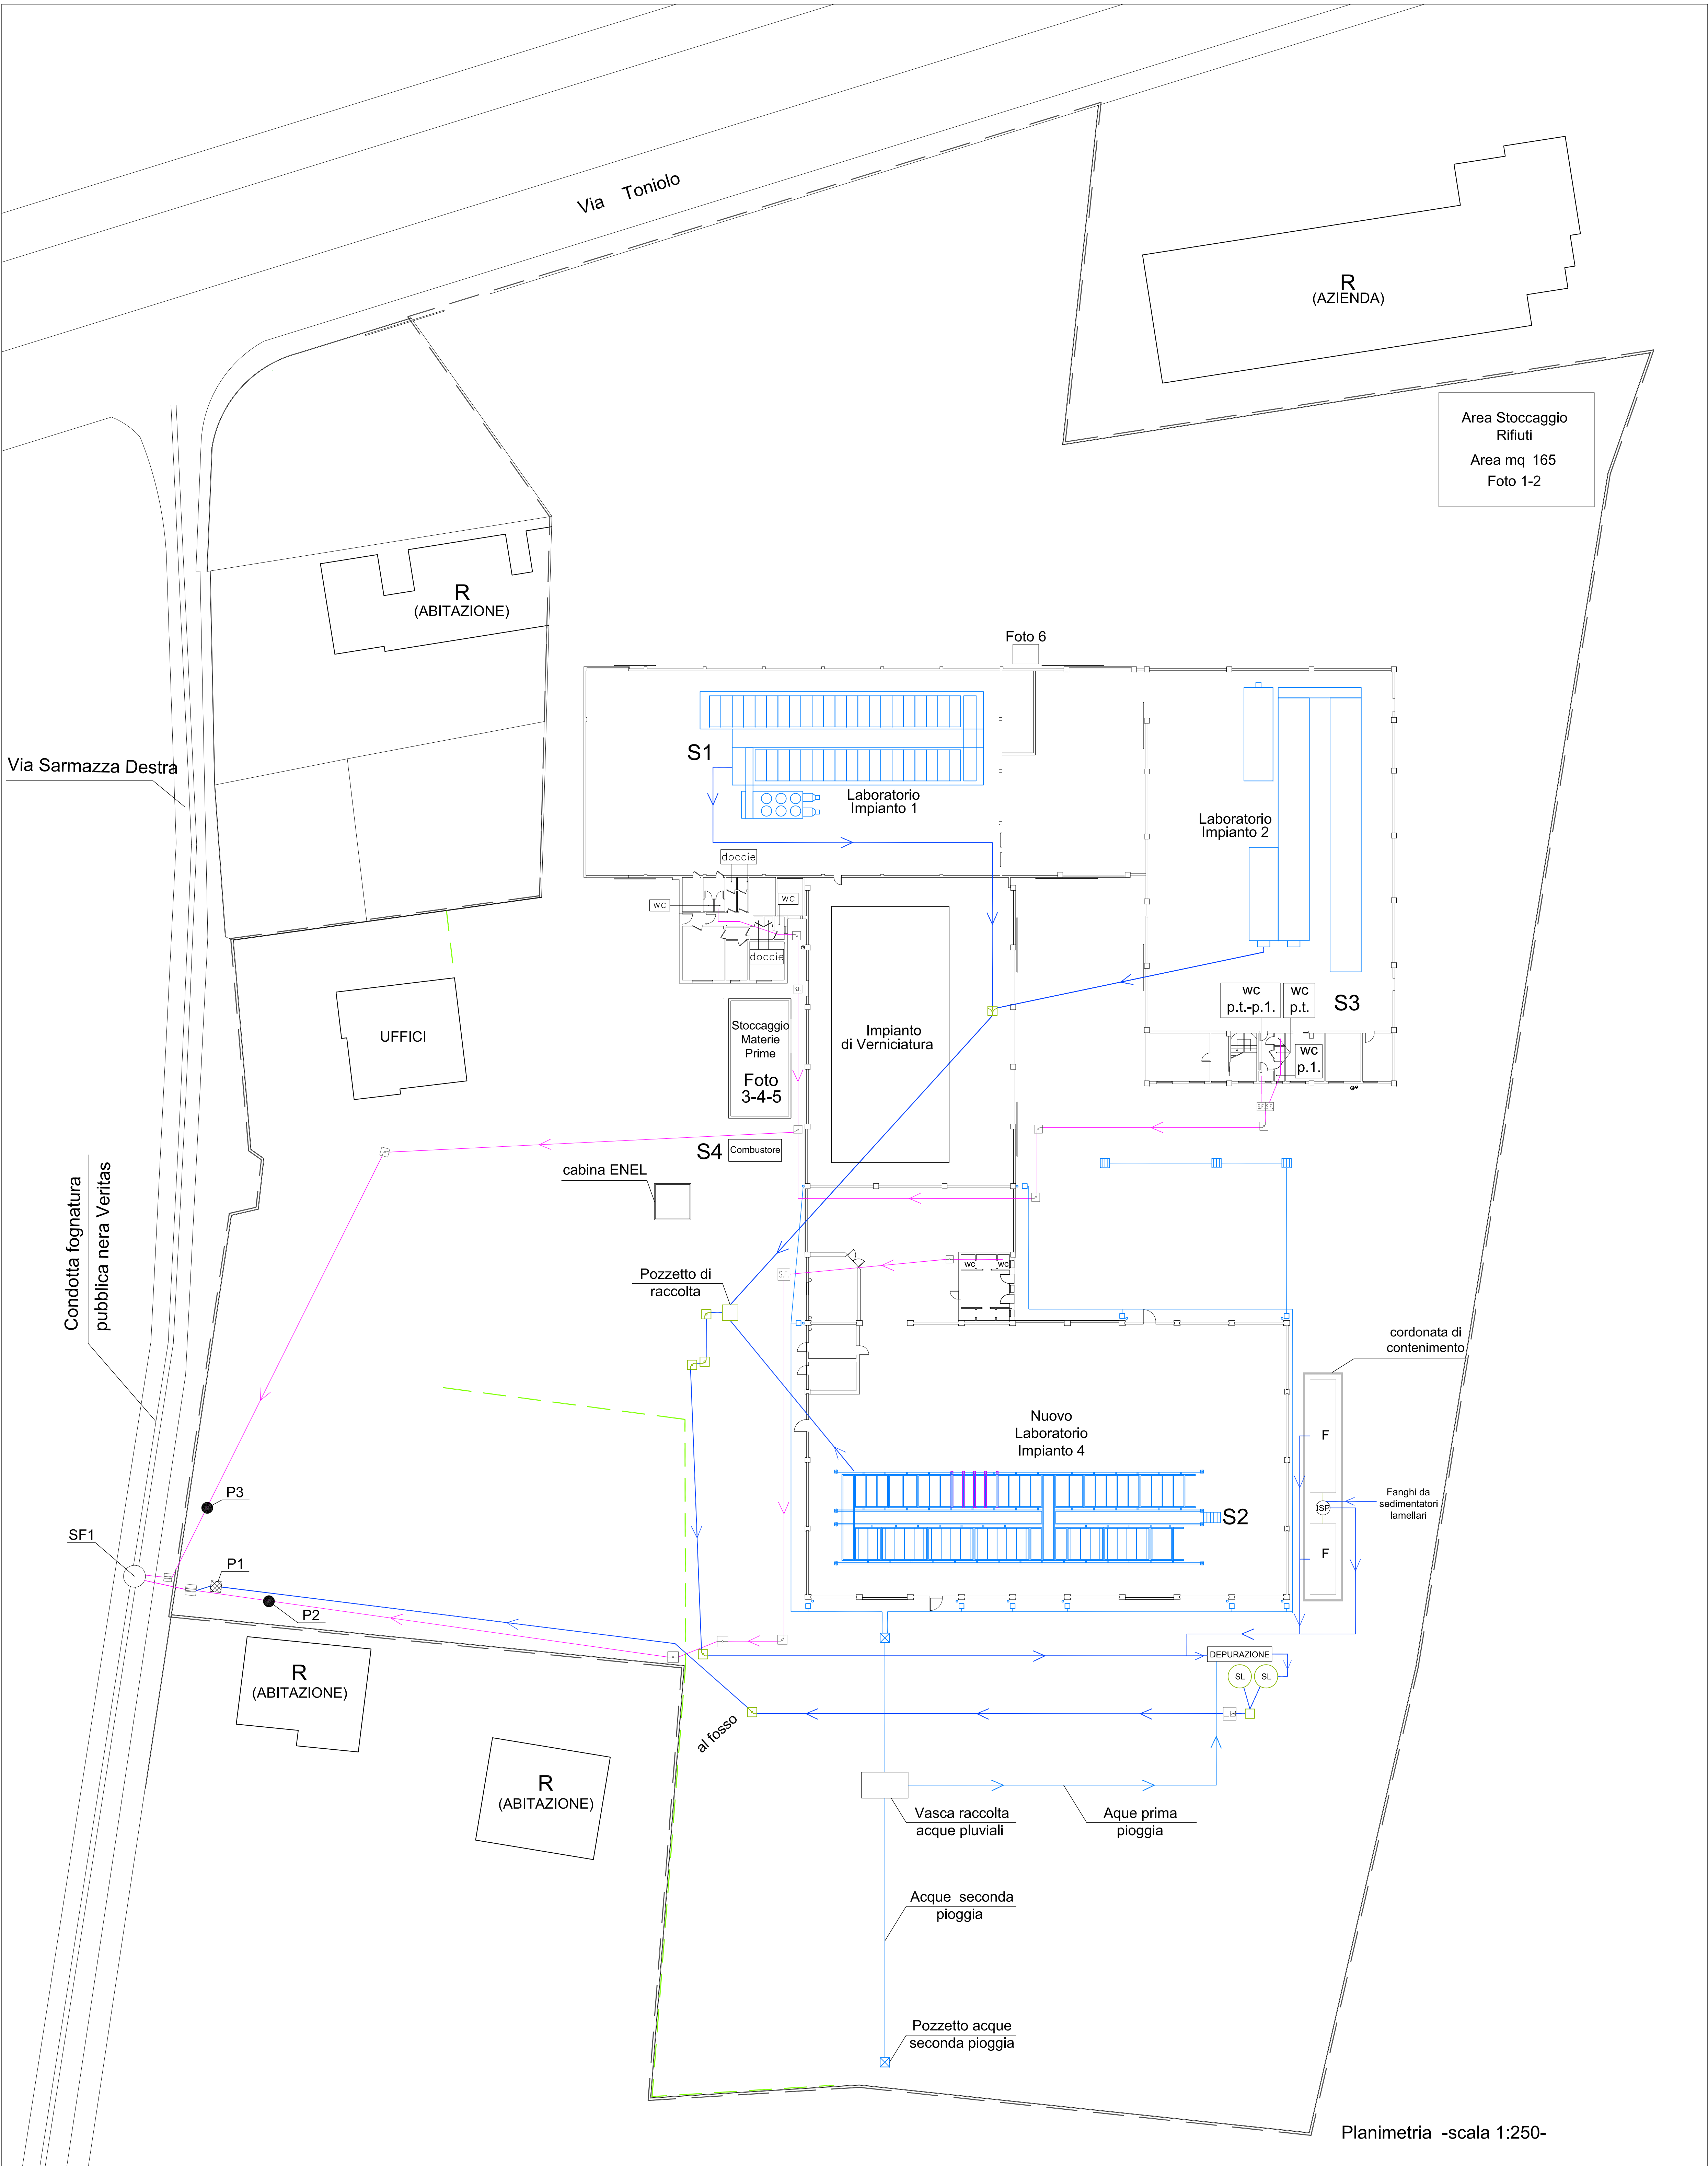 Via Toniolo
R
(AZIENDA)
Area Stoccaggio
Rifiuti
Area mq 165
Foto 1-2
R
(ABITAZIONE)
Foto 6
Via Sarmazza Destra
S1
Laboratorio
Impianto 1
Laboratorio
Impianto 2
doccie
WC
WC
doccie
wc
p.t.-p.1.
wc
p.t.
S3
wc
p.1.
UFFICI
Stoccaggio
Materie
Prime
Foto
3-4-5
Impianto
di Verniciatura
S.F.
S.F.
S.F.
S4
Combustore
cabina ENEL
Condotta fognatura
pubblica nera Veritas
WC
WC
S.F.
Pozzetto di
raccolta
cordonata di
contenimento
Nuovo
Laboratorio
Impianto 4
F
Fanghi da
sedimentatori
lamellari
ISP
S2
F
P3
SF1
P1
P2
DEPURAZIONE
SL
SL
R
(ABITAZIONE)
al fosso
R
(ABITAZIONE)
Vasca raccolta
acque pluviali
Aque prima
pioggia
Acque seconda
pioggia
Pozzetto acque
seconda pioggia
Planimetria -scala 1:250-